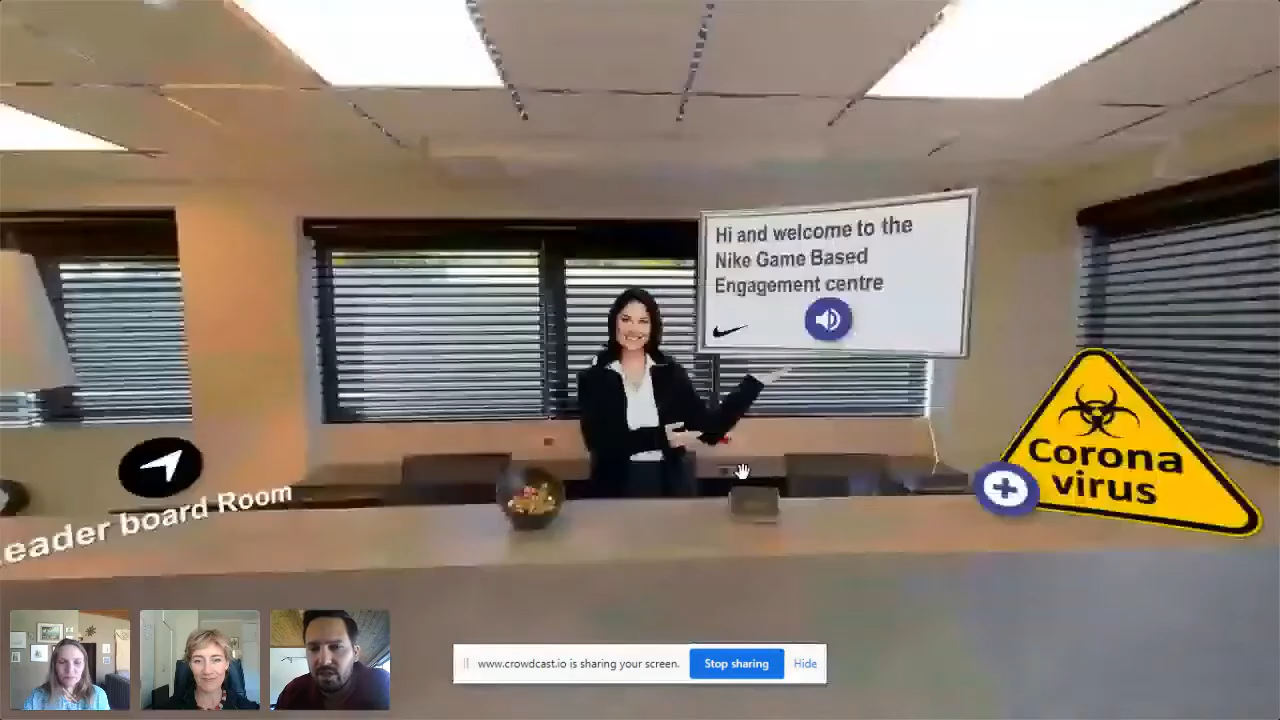 Hi and welcome to the
Nike Game Based
Engagement centre
Corona
virus
Leader board Room
www.crowdcast.io is sharing your screen.
Stop sharing
Hide